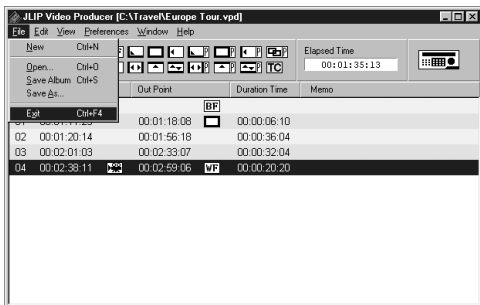 JLIP Video Producer [C:\Travel\Europe Tour.vpd]
File Edit View Preferences Window Help
New Ctrl+N
Open... Ctrl+O
Save Album Ctrl+S
Save As...
Exit Ctrl+F4
TC
Elapsed Time
00:01:35:13
Out Point Duration Time Memo
BF
00:01:18:08 00:00:06:10
02 00:01:20:14 00:01:56:18 00:00:36:04
03 00:02:01:03 00:02:33:07 00:00:32:04
04 00:02:38:11 00:02:59:06 WF 00:00:20:20